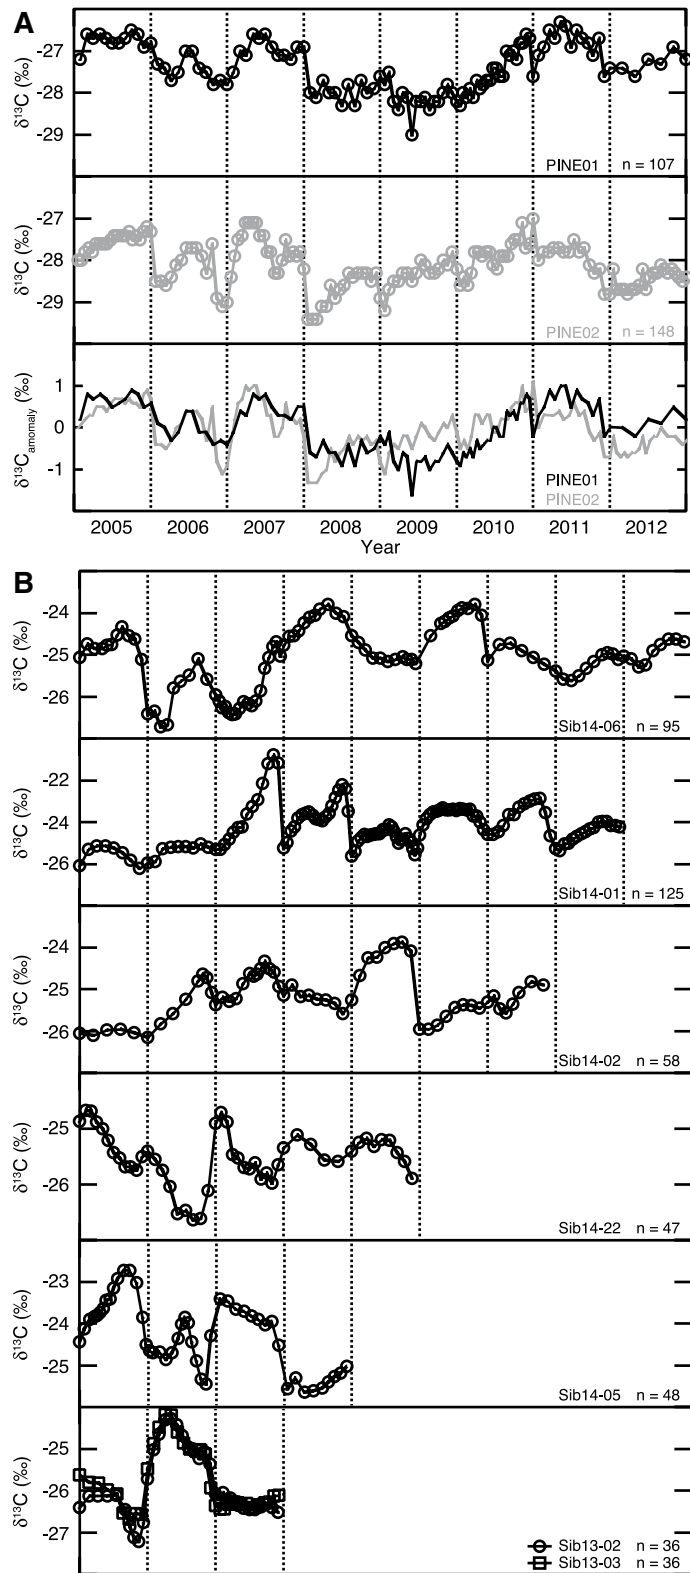 A
-27
-28
-29
δ¹³C (‰)
PINE01 n = 107
-27
-28
-29
δ¹³C (‰)
PINE02 n = 148
1
0
-1
δ¹³C anomaly (‰)
PINE01
PINE02
2005 2006 2007 2008 2009 2010 2011 2012
Year
B
-24
-25
-26
δ¹³C (‰)
Sib14-06 n = 95
-22
-24
-26
δ¹³C (‰)
Sib14-01 n = 125
-24
-25
-26
δ¹³C (‰)
Sib14-02 n = 58
-25
-26
δ¹³C (‰)
Sib14-22 n = 47
-23
-24
-25
δ¹³C (‰)
Sib14-05 n = 48
-25
-26
-27
δ¹³C (‰)
Sib13-02 n = 36
Sib13-03 n = 36